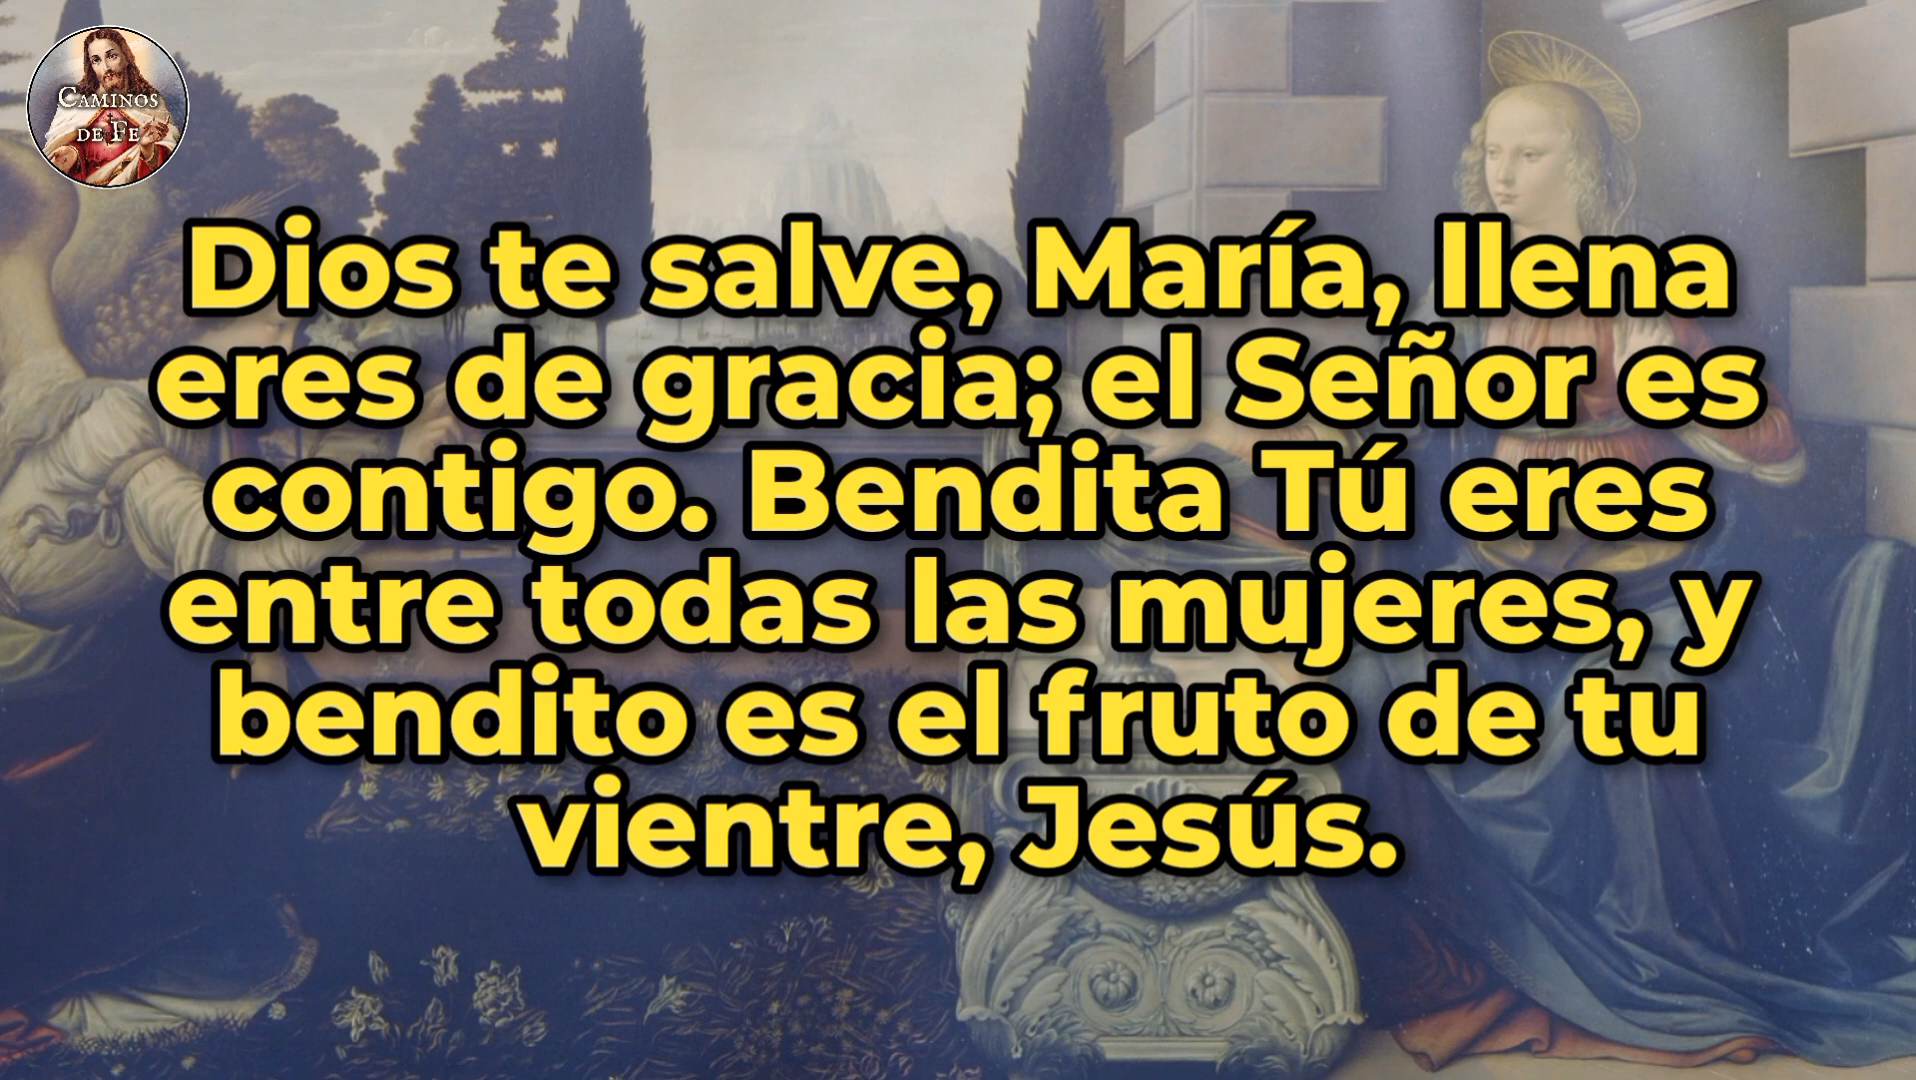 CAMINOS
DE FE
Dios te salve, María, llena
eres de gracia; el Señor es
contigo. Bendita Tú eres
entre todas las mujeres, y
bendito es el fruto de tu
vientre, Jesús.